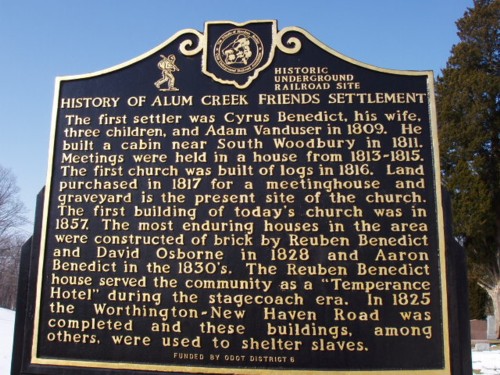 HISTORIC
UNDERGROUND
RAILROAD SITE
HISTORY OF ALUM CREEK FRIENDS SETTLEMENT
The first settler was Cyrus Benedict, his wife,
three children, and Adam Vanduser in 1809. He
built a cabin near South Woodbury in 1811.
Meetings were held in a house from 1813-1815.
The first church was built of logs in 1816. Land
purchased in 1817 for a meetinghouse and
graveyard is the present site of the church.
The first building of today's church was in
1857. The most enduring houses in the area
were constructed of brick by Reuben Benedict
and David Osborne in 1828 and Aaron
Benedict in the 1830's. The Reuben Benedict
house served the community as a "Temperance
Hotel" during the stagecoach era. In 1825
the Worthington-New Haven Road was
completed and these buildings, among
others, were used to shelter slaves.
FUNDED BY ODOT DISTRICT 6